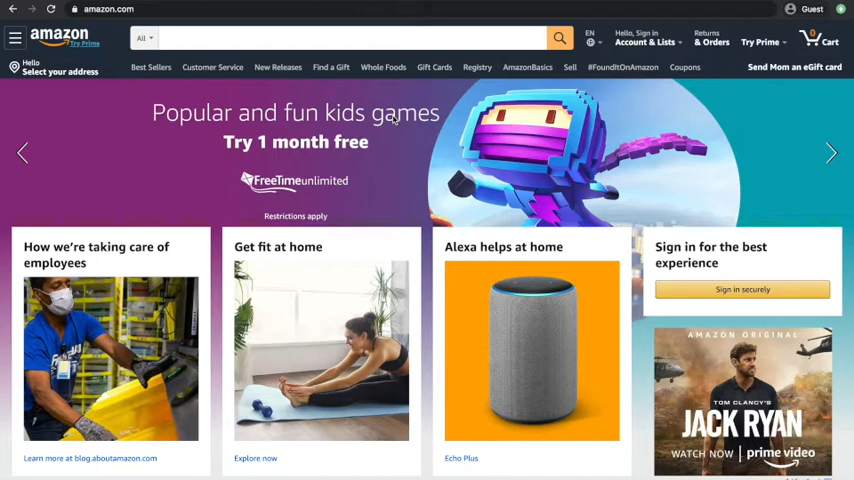 amazon.com
Guest
amazon
Try Prime
All
EN
Hello, Sign in
Account & Lists
Returns
& Orders
Try Prime
0
Cart
Hello
Select your address
Best Sellers
Customer Service
New Releases
Find a Gift
Whole Foods
Gift Cards
Registry
AmazonBasics
Sell
#FoundItOnAmazon
Coupons
Send Mom an eGift card
Popular and fun kids games
Try 1 month free
FreeTimeunlimited
Restrictions apply
How we're taking care of
employees
Learn more at blog.aboutamazon.com
Get fit at home
Explore now
Alexa helps at home
Echo Plus
Sign in for the best
experience
Sign in securely
AMAZON ORIGINAL
TOM CLANCY'S
JACK RYAN
WATCH NOW | prime video